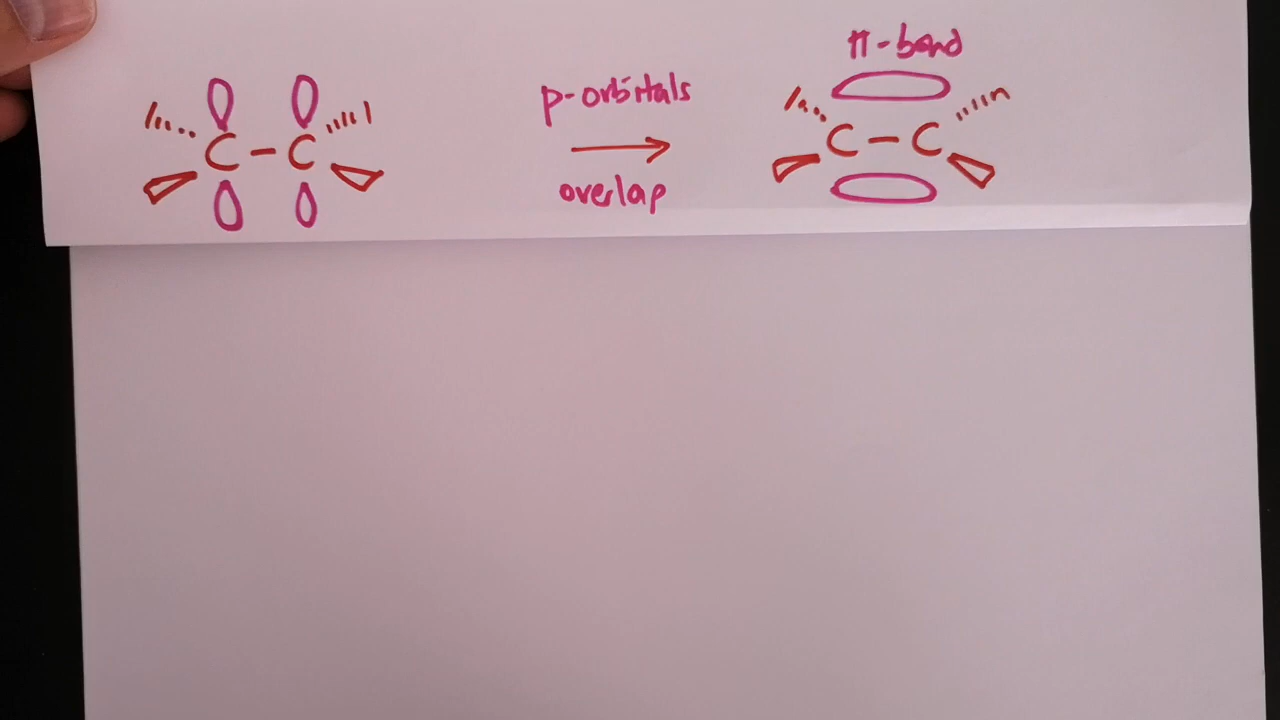 π-bond
p-orbitals
C - C
C - C
overlap